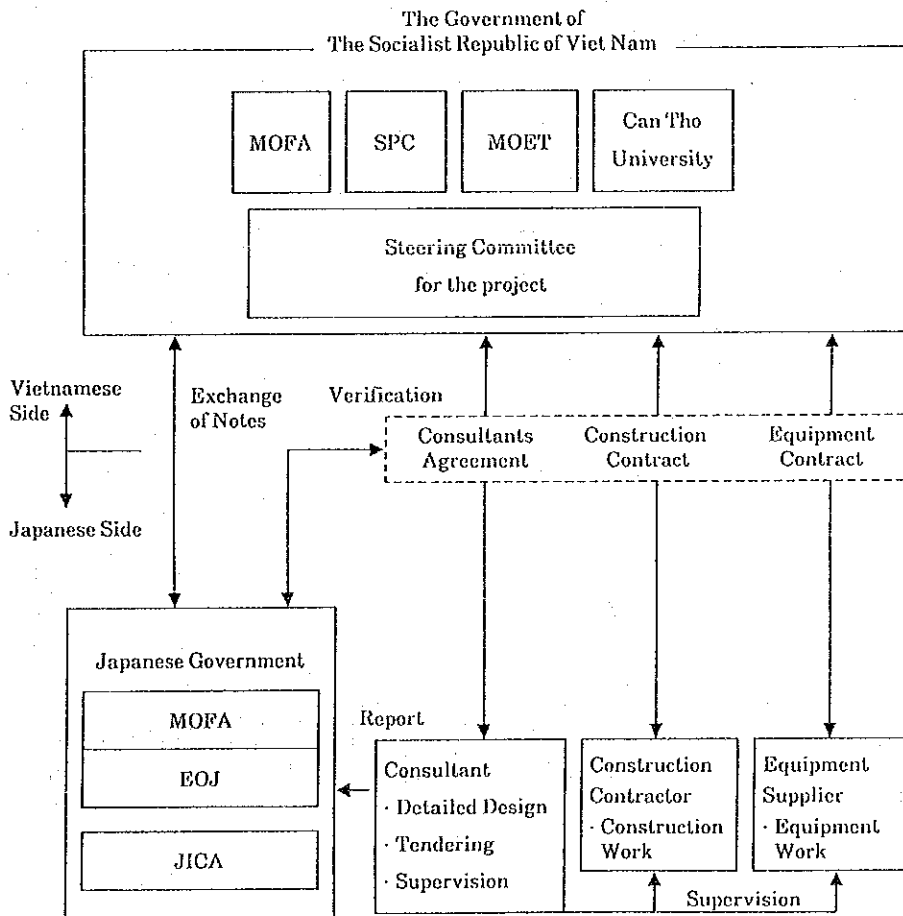 The Government of
The Socialist Republic of Viet Nam
MOFA
SPC
MOET
Can Tho
University
Steering Committee
for the project
Vietnamese
Side
Exchange
of Notes
Verification
Consultants
Agreement
Construction
Contract
Equipment
Contract
Japanese Side
Japanese Government
MOFA
EOJ
JICA
Report
Consultant
· Detailed Design
· Tendering
· Supervision
Construction
Contractor
· Construction
Work
Equipment
Supplier
· Equipment
Work
Supervision